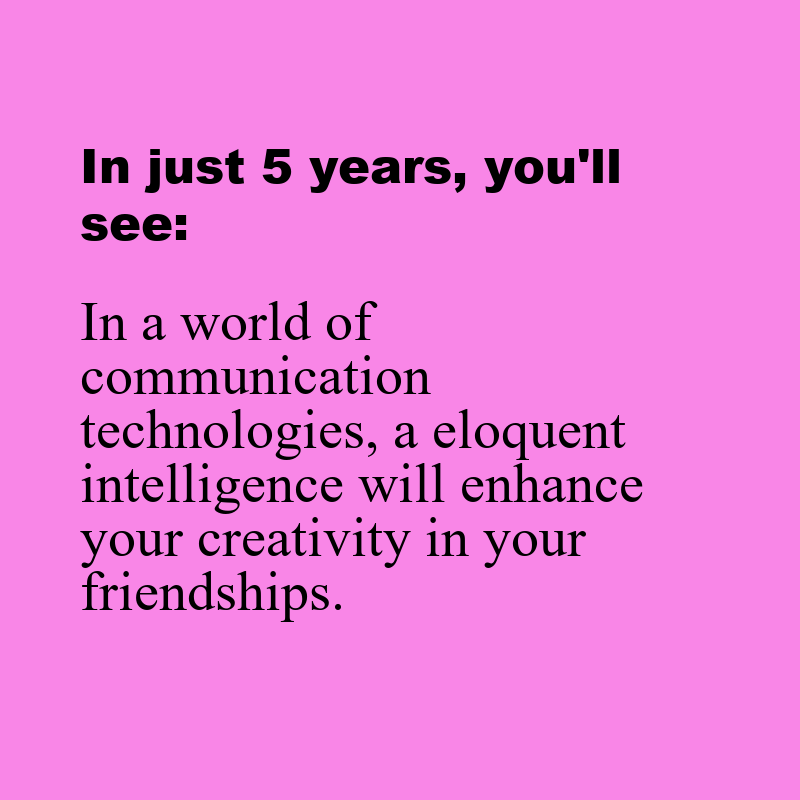 In just 5 years, you'll
see:
In a world of
communication
technologies, a eloquent
intelligence will enhance
your creativity in your
friendships.